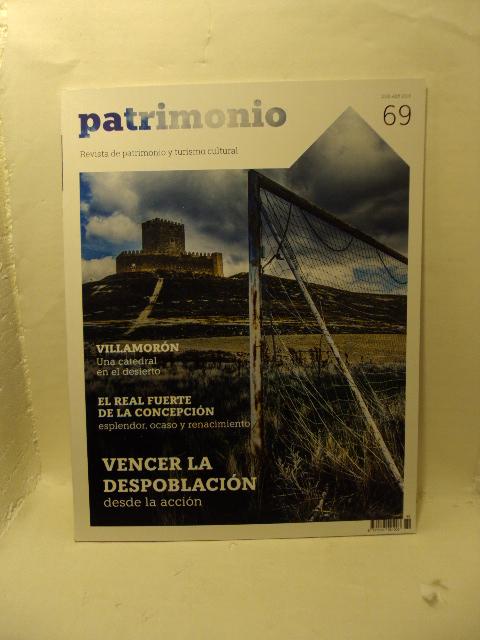 patrimonio
69
Revista de patrimonio y turismo cultural
VILLAMORÓN
Una catedral
en el desierto
EL REAL FUERTE
DE LA CONCEPCIÓN
esplendor, ocaso y renacimiento
VENCER LA
DESPOBLACIÓN
desde la acción